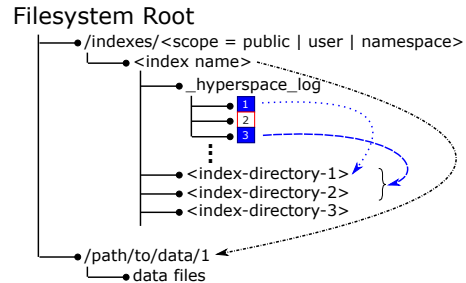 Filesystem Root
/indexes/<scope = public | user | namespace>
<index name>
_hyperspace_log
1
2
3
<index-directory-1>
<index-directory-2>
<index-directory-3>
/path/to/data/1
data files